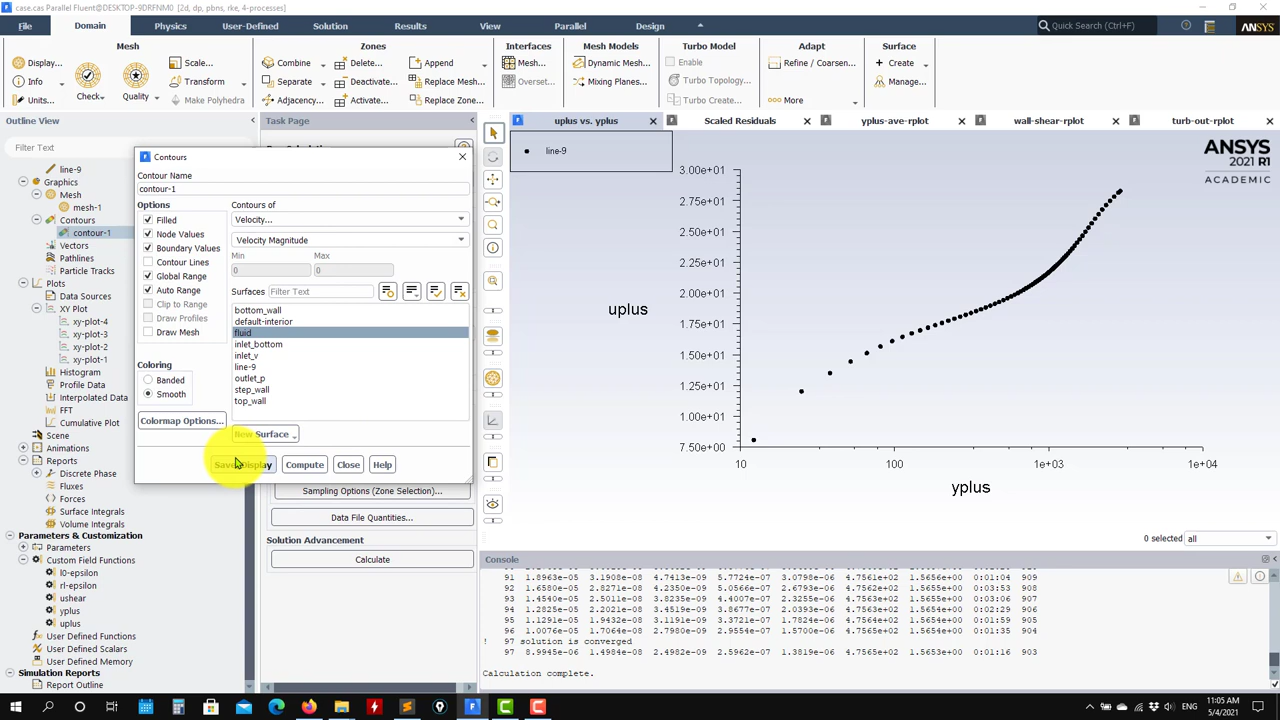 case.cas Parallel Fluent@DESKTOP-9DRFNM0 [2d, dp, pbns, rke, 4-processes]
File Domain Physics User-Defined Solution Results View Parallel Design Quick Search (Ctrl+F) ANSYS
Mesh Zones Interfaces Mesh Models Turbo Model Adapt Surface
Display... Scale... Combine Delete... Append Mesh... Dynamic Mesh... Enable Refine / Coarsen... Create
Info Check Quality Transform Separate Deactivate... Replace Mesh... Overset... Mixing Planes... Turbo Topology... Manage...
Units... Make Polyhedra Adjacency... Activate... Replace Zone... Turbo Create... More
Outline View
Filter Text
line-9
Graphics
Mesh
mesh-1
Contours
contour-1
Vectors
Pathlines
Particle Tracks
Plots
Data Sources
XY Plot
xy-plot-4
xy-plot-3
xy-plot-2
xy-plot-1
Histogram
Profile Data
Interpolated Data
FFT
Cumulative Plot
Scene
Animations
Reports
Discrete Phase
Fluxes
Forces
Surface Integrals
Volume Integrals
Parameters & Customization
Parameters
Custom Field Functions
l0-epsilon
rl-epsilon
ushear
yplus
uplus
User Defined Functions
User Defined Scalars
User Defined Memory
Simulation Reports
Report Outline
Task Page
Contours
Contour Name
contour-1
Options
Filled
Node Values
Boundary Values
Contour Lines
Global Range
Auto Range
Clip to Range
Draw Profiles
Draw Mesh
Coloring
Banded
Smooth
Colormap Options...
Contours of
Velocity...
Velocity Magnitude
Min Max
0 0
Surfaces Filter Text
bottom_wall
default-interior
fluid
inlet_bottom
inlet_v
line-9
outlet_p
step_wall
top_wall
New Surface
Save/Display Compute Close Help
Sampling Options (Zone Selection)...
Data File Quantities...
Solution Advancement
Calculate
uplus vs. yplus Scaled Residuals yplus-ave-rplot wall-shear-rplot turb-out-rplot
line-9
ANSYS
2021 R1
ACADEMIC
3.00e+01
2.75e+01
2.50e+01
2.25e+01
2.00e+01
1.75e+01
1.50e+01
1.25e+01
1.00e+01
7.50e+00
uplus
10 100 1e+03 1e+04
yplus
0 selected all
Console
91 1.8963e-05 3.1908e-08 4.7413e-09 5.7724e-07 3.0798e-06 4.7562e+02 1.5656e+00 0:01:04 909
92 1.6580e-05 2.8271e-08 4.2350e-09 5.0566e-07 2.6793e-06 4.7562e+02 1.5655e+00 0:03:53 908
93 1.4540e-05 2.5031e-08 3.8235e-09 4.4007e-07 2.3255e-06 4.7563e+02 1.5654e+00 0:03:06 907
94 1.2825e-05 2.2021e-08 3.4519e-09 3.8677e-07 2.0393e-06 4.7564e+02 1.5654e+00 0:02:29 906
95 1.1291e-05 1.9432e-08 3.1191e-09 3.3721e-07 1.7824e-06 4.7564e+02 1.5654e+00 0:01:59 905
96 1.0076e-05 1.7064e-08 2.7980e-09 2.9554e-07 1.5700e-06 4.7564e+02 1.5654e+00 0:01:35 904
! 97 solution is converged
97 8.9945e-06 1.4984e-08 2.4982e-09 2.5962e-07 1.3819e-06 4.7565e+02 1.5653e+00 0:01:16 903
Calculation complete.
ENG
11:05 AM
5/4/2021